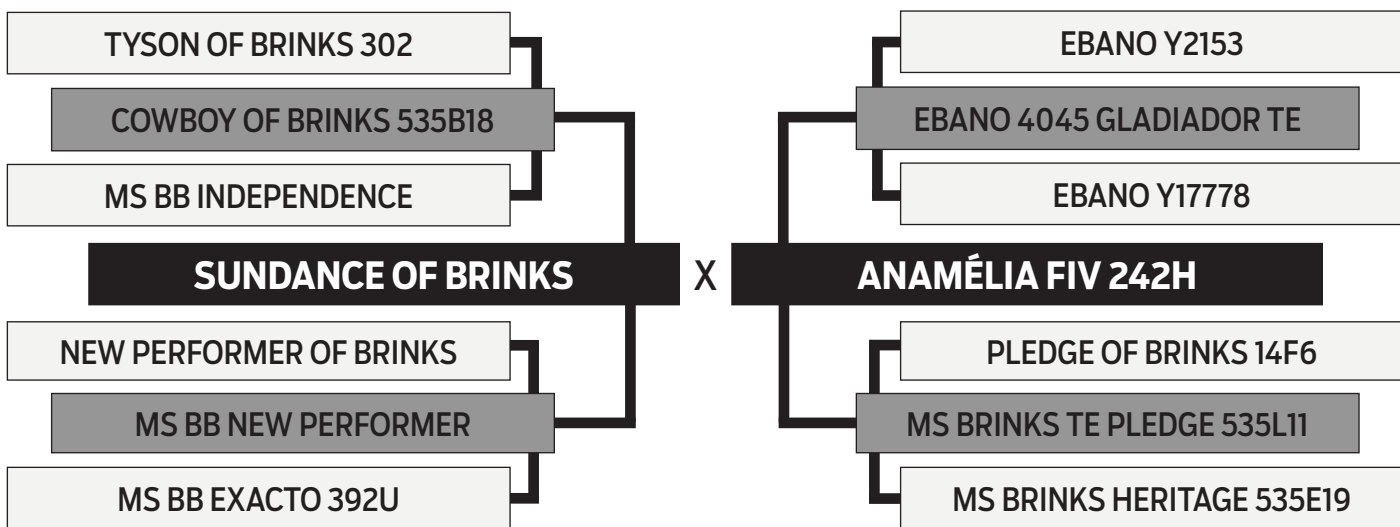 TYSON OF BRINKS 302
COWBOY OF BRINKS 535B18
MS BB INDEPENDENCE
SUNDANCE OF BRINKS
NEW PERFORMER OF BRINKS
MS BB NEW PERFORMER
MS BB EXACTO 392U
X
EBANO Y2153
EBANO 4045 GLADIADOR TE
EBANO Y17778
ANAMÉLIA FIV 242H
PLEDGE OF BRINKS 14F6
MS BRINKS TE PLEDGE 535L11
MS BRINKS HERITAGE 535E19